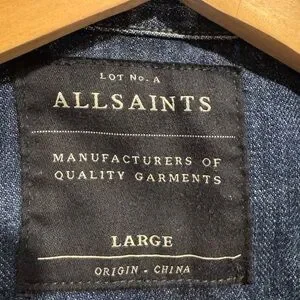 LOT No. A
ALLSAINTS
MANUFACTURERS OF
QUALITY GARMENTS
LARGE
ORIGIN - CHINA